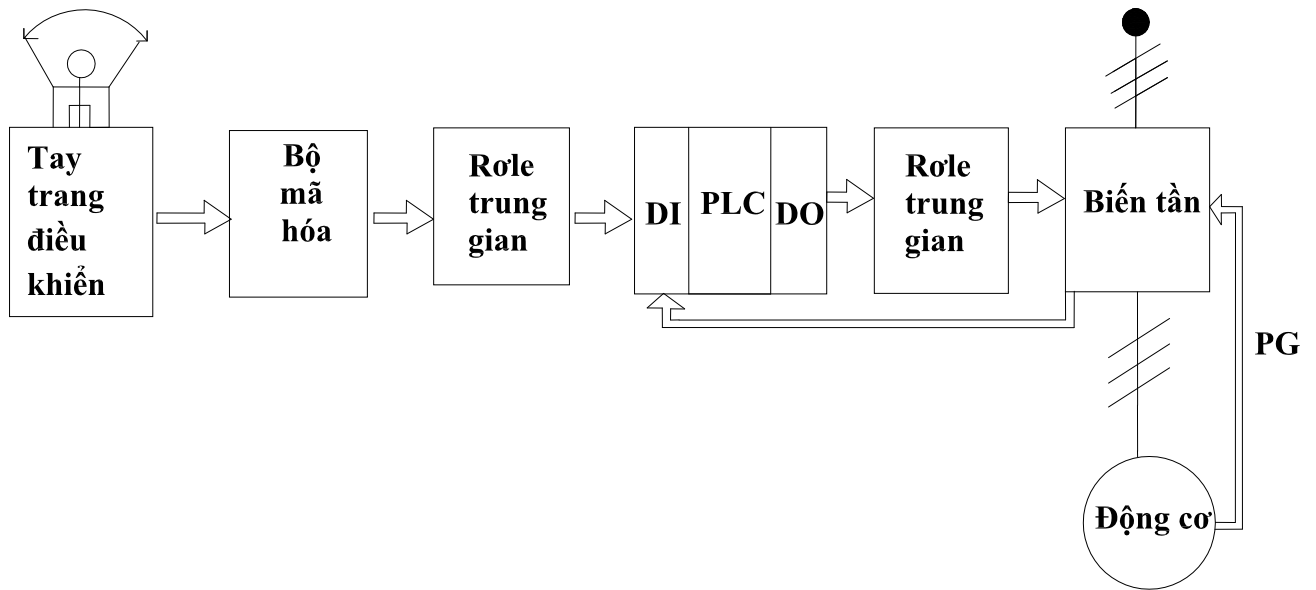 Tay
trang
điều
khiển
Bộ
mã
hóa
Rơle
trung
gian
DI
PLC
DO
Rơle
trung
gian
Biến tần
PG
Động cơ